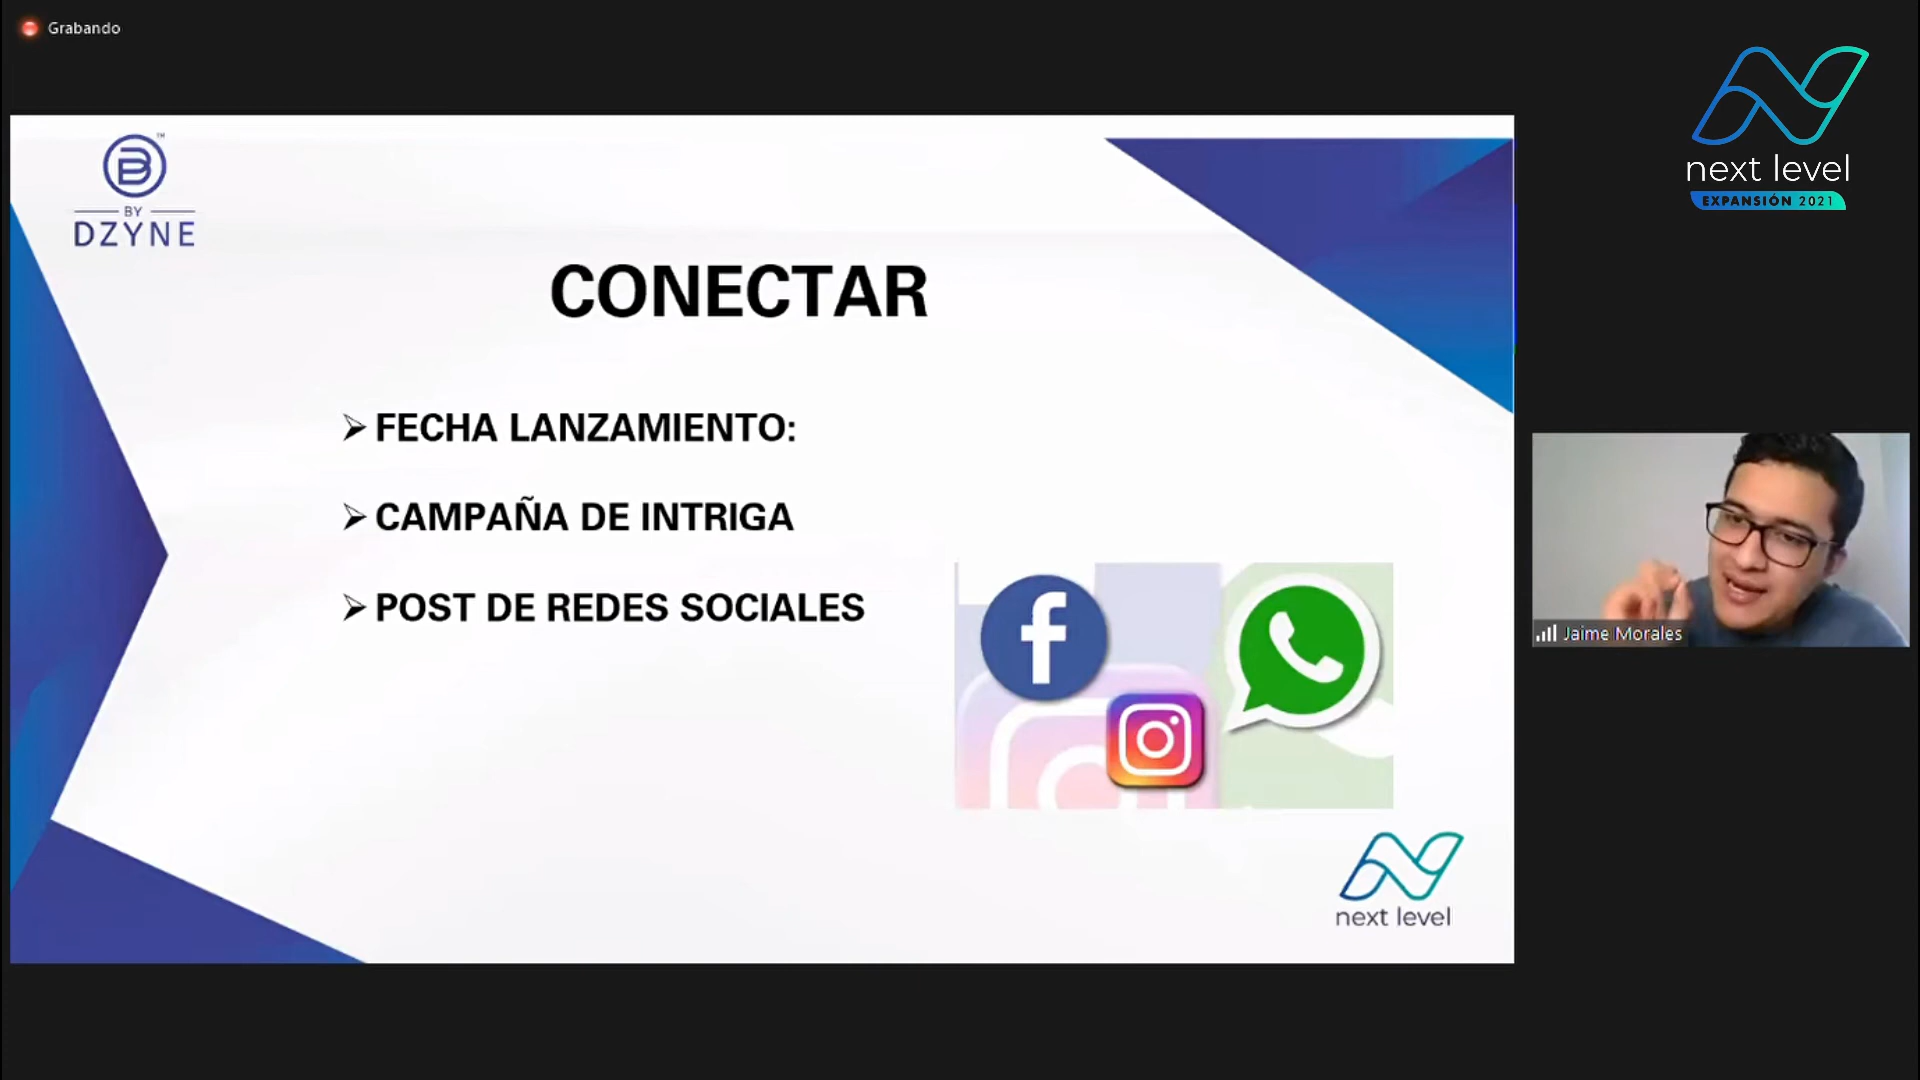 Grabando
next level
EXPANSIÓN 2021
B
TM
BY
DZYNE
CONECTAR
FECHA LANZAMIENTO:
CAMPAÑA DE INTRIGA
POST DE REDES SOCIALES
f
Jaime Morales
next level